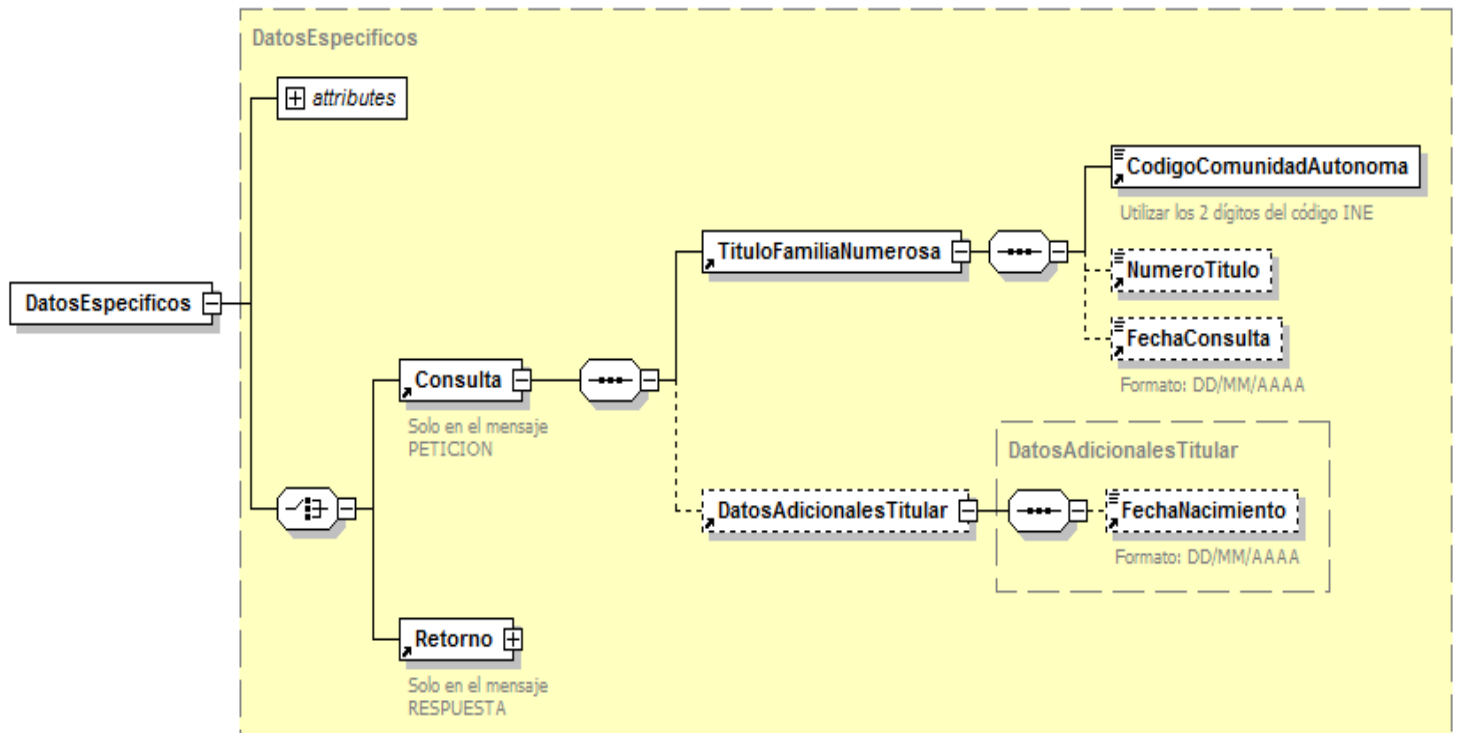 DatosEspecificos
attributes
CodigoComunidadAutonoma
Utilizar los 2 dígitos del código INE
TituloFamiliaNumerosa
NumeroTitulo
DatosEspecificos
FechaConsulta
Formato: DD/MM/AAAA
Consulta
Solo en el mensaje
PETICION
DatosAdicionalesTitular
DatosAdicionalesTitular
FechaNacimiento
Formato: DD/MM/AAAA
Retorno
Solo en el mensaje
RESPUESTA